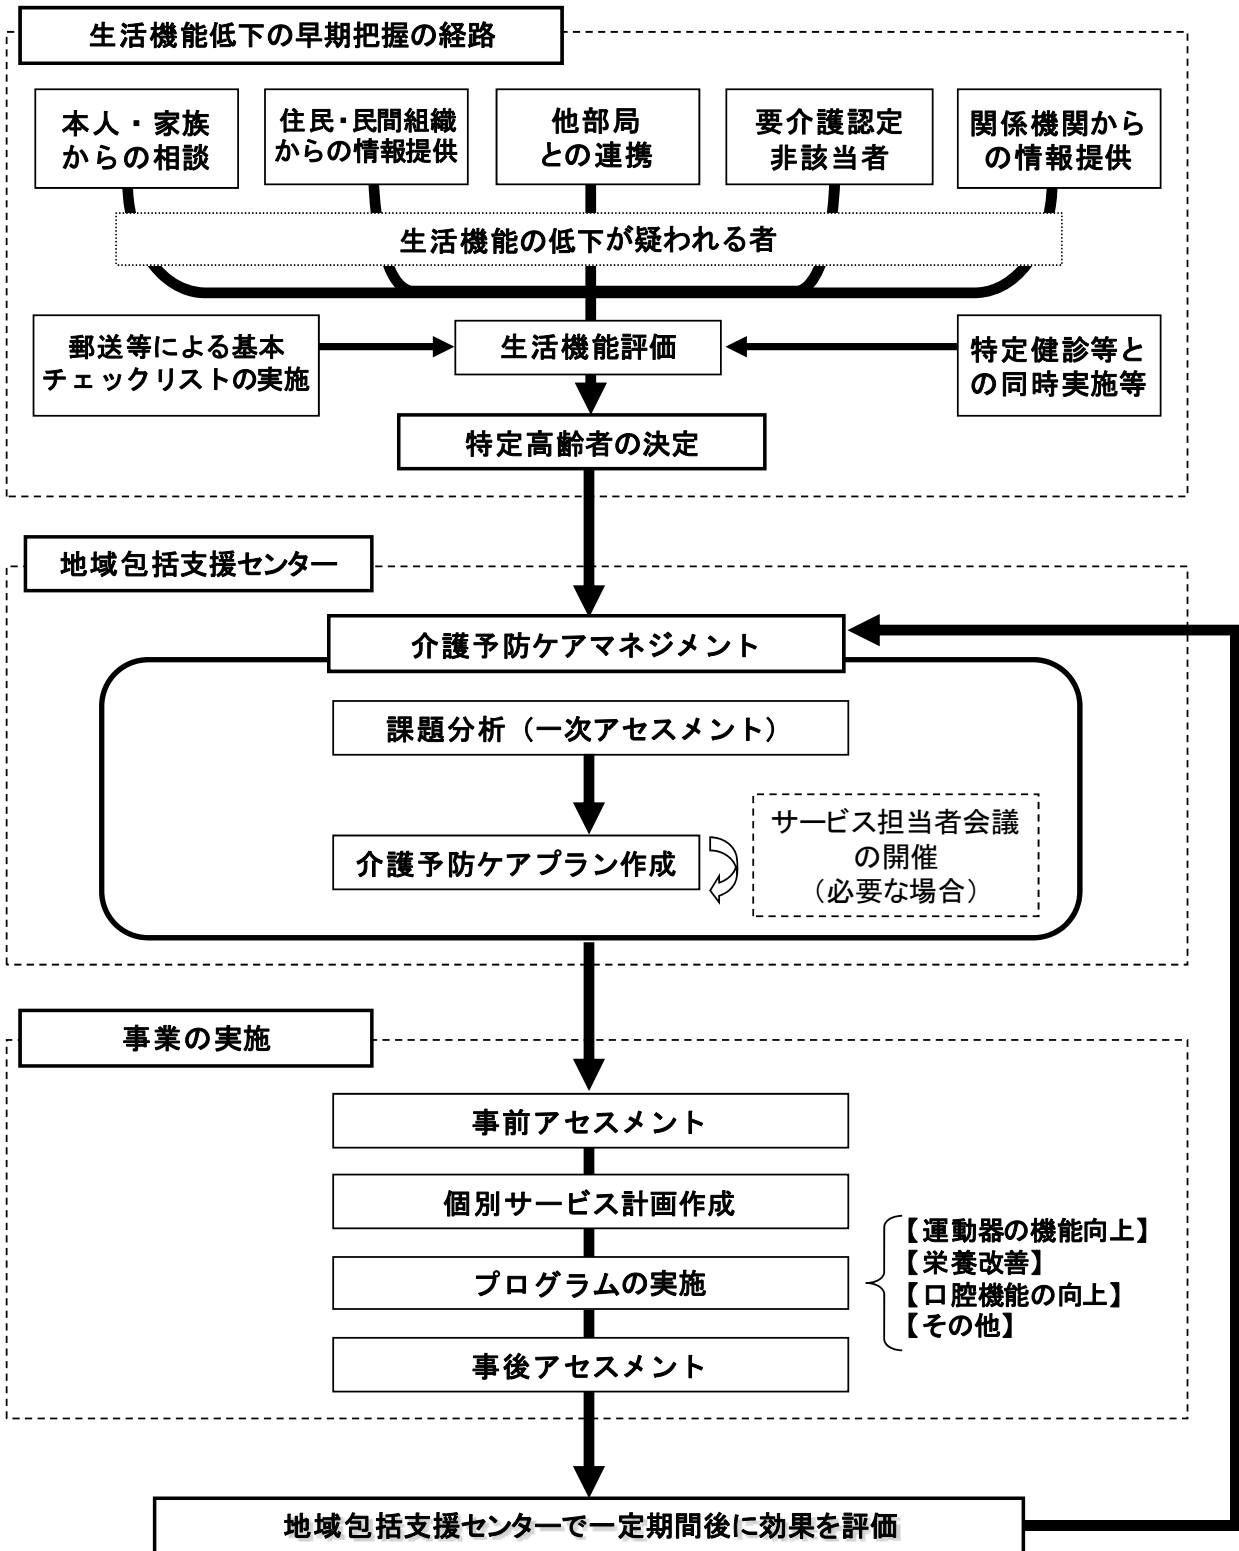 生活機能低下の早期把握の経路
本人・家族
からの相談
住民・民間組織
からの情報提供
他部局
との連携
要介護認定
非該当者
関係機関から
の情報提供
生活機能の低下が疑われる者
郵送等による基本
チェックリストの実施
生活機能評価
特定健診等と
の同時実施等
特定高齢者の決定
地域包括支援センター
介護予防ケアマネジメント
課題分析（一次アセスメント）
介護予防ケアプラン作成
サービス担当者会議
の開催
（必要な場合）
事業の実施
事前アセスメント
個別サービス計画作成
プログラムの実施
【運動器の機能向上】
【栄養改善】
【口腔機能の向上】
【その他】
事後アセスメント
地域包括支援センターで一定期間後に効果を評価